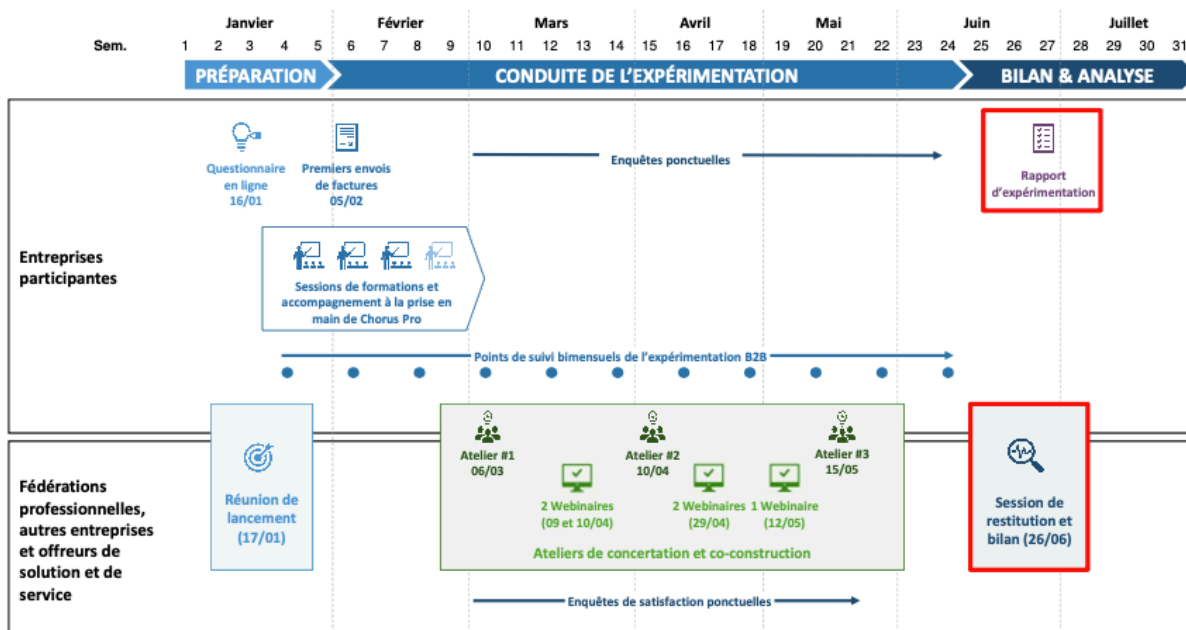 Janvier Février Mars Avril Mai Juin Juillet
Sem. 1 2 3 4 5 6 7 8 9 10 11 12 13 14 15 16 17 18 19 20 21 22 23 24 25 26 27 28 29 30 31
PRÉPARATION CONDUITE DE L'EXPÉRIMENTATION BILAN & ANALYSE
Entreprises
participantes
Questionnaire
en ligne
16/01
Premiers envois
de factures
05/02
Enquêtes ponctuelles
Rapport
d'expérimentation
Sessions de formations et
accompagnement à la prise en
main de Chorus Pro
Points de suivi bimensuels de l'expérimentation B2B
Fédérations
professionnelles,
autres entreprises
et offreurs de
solution et de
service
Réunion de
lancement
(17/01)
Atelier #1
06/03
Atelier #2
10/04
Atelier #3
15/05
2 Webinaires
(09 et 10/04)
2 Webinaires
(29/04)
1 Webinaire
(12/05)
Ateliers de concertation et co-construction
Session de
restitution et
bilan (26/06)
Enquêtes de satisfaction ponctuelles